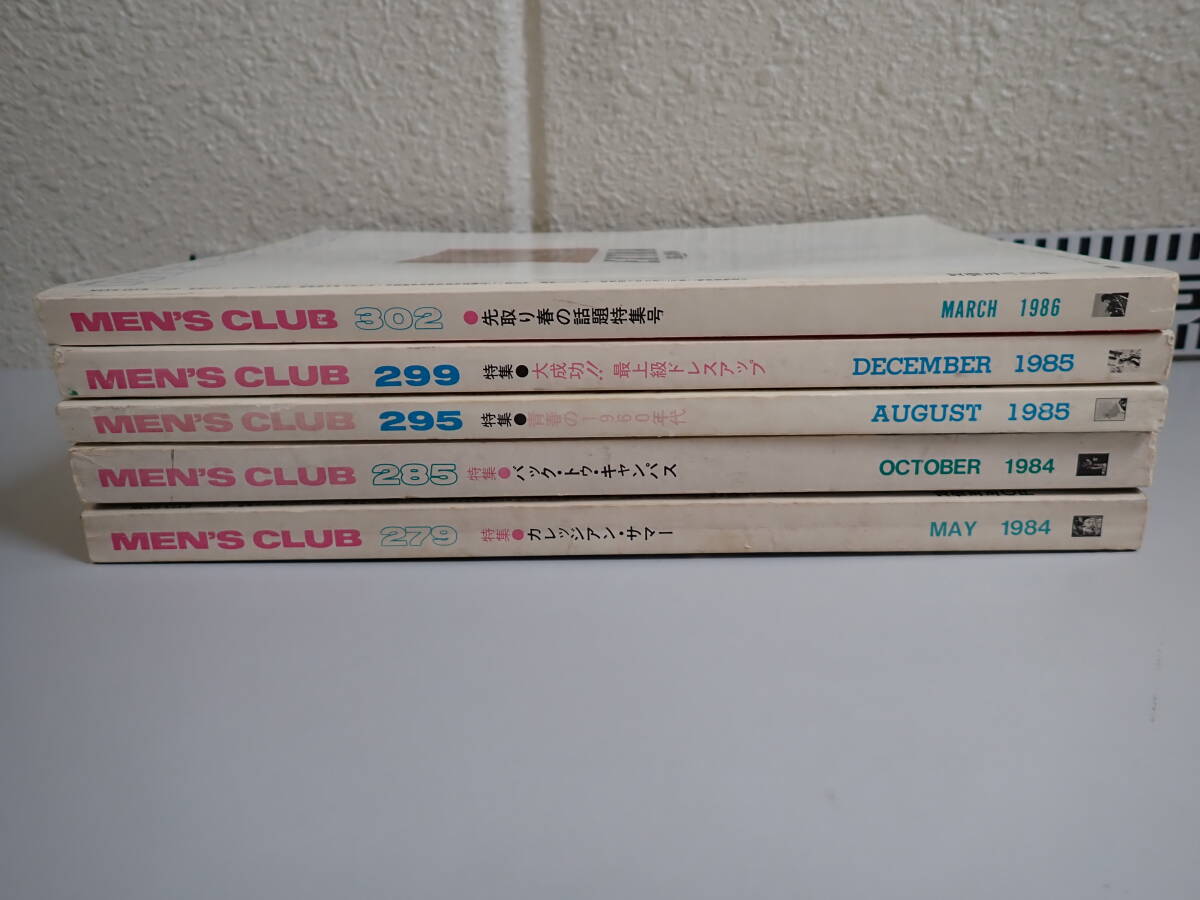 MEN'S CLUB 302 ●先取り春の話題特集号 MARCH 1986
MEN'S CLUB 299 特集●大成功!!最上級ドレスアップ DECEMBER 1985
MEN'S CLUB 295 特集●青春の1960年代 AUGUST 1985
MEN'S CLUB 285 特集●バック・トゥ・キャンパス OCTOBER 1984
MEN'S CLUB 279 特集●カレッジアン・サマー MAY 1984